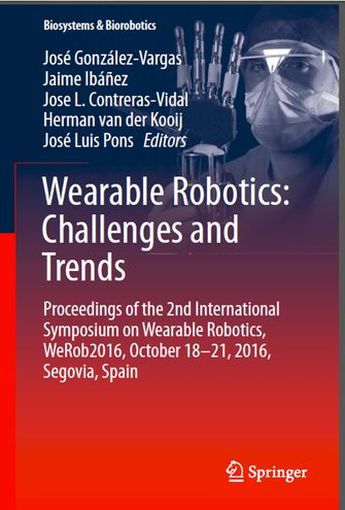 Biosystems & Biorobotics
José González-Vargas
Jaime Ibáñez
Jose L. Contreras-Vidal
Herman van der Kooij
José Luis Pons Editors
Wearable Robotics:
Challenges and
Trends
Proceedings of the 2nd International
Symposium on Wearable Robotics,
WeRob2016, October 18–21, 2016,
Segovia, Spain
Springer